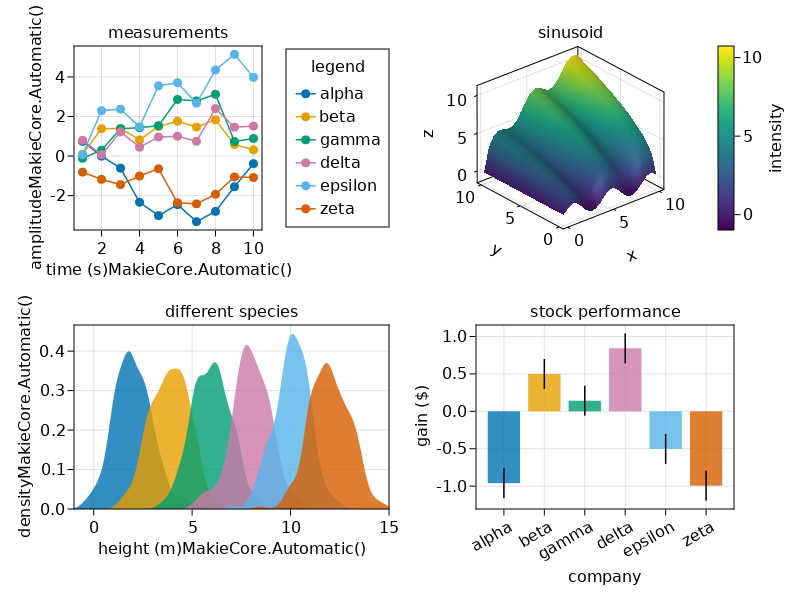 measurements
amplitudeMakieCore.Automatic()
4
2
0
-2
2
4
6
8
10
time (s)MakieCore.Automatic()
legend
alpha
beta
gamma
delta
epsilon
zeta
sinusoid
z
10
5
0
10
5
0
y
0
5
10
x
10
5
0
intensity
different species
densityMakieCore.Automatic()
0.4
0.3
0.2
0.1
0.0
0
5
10
15
height (m)MakieCore.Automatic()
stock performance
gain ($)
1.0
0.5
0.0
-0.5
-1.0
alpha
beta
gamma
delta
epsilon
zeta
company